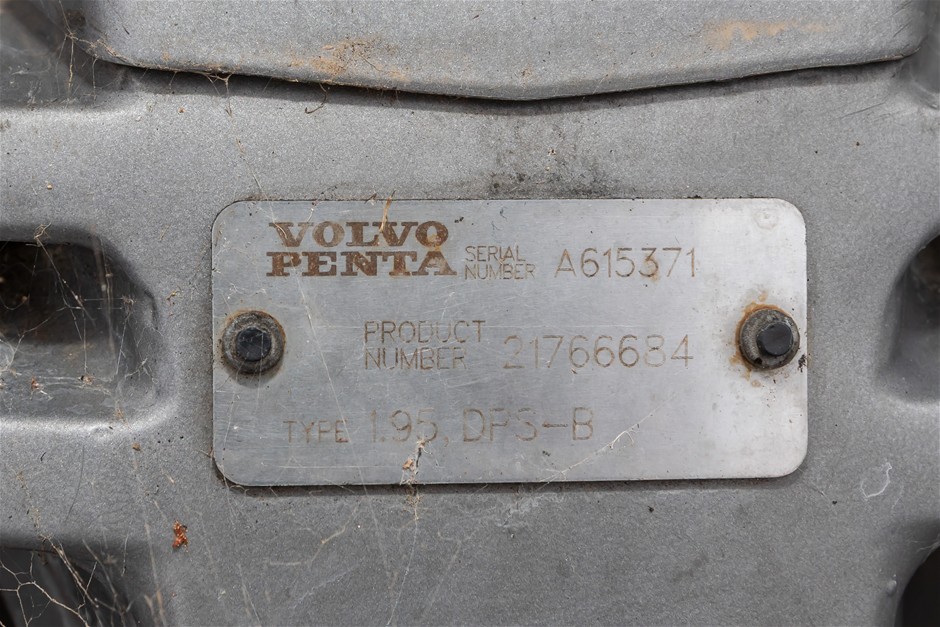 VOLVO
PENTA
SERIAL
NUMBER A615371
PRODUCT
NUMBER 21766684
TYPE 1.95, DPS-B